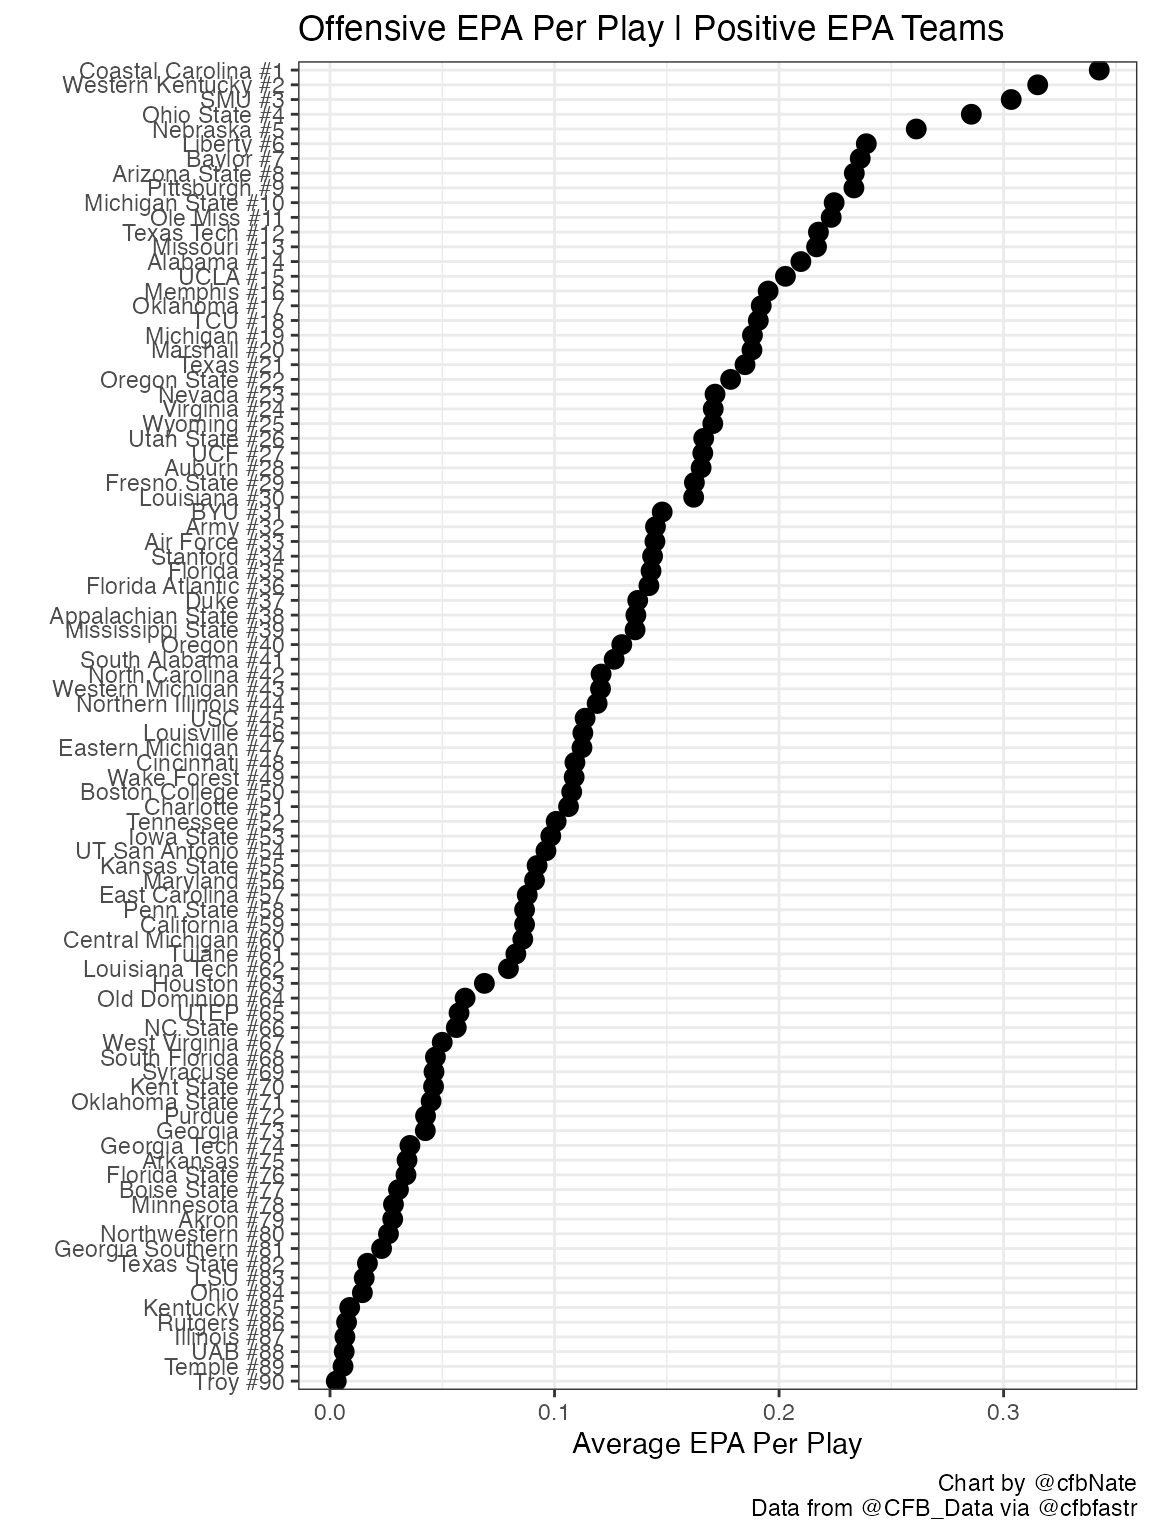 Offensive EPA Per Play | Positive EPA Teams
Coastal Carolina #1
Western Kentucky #2
SMU #3
Ohio State #4
Nebraska #5
Liberty #6
Baylor #7
Arizona State #8
Pittsburgh #9
Michigan State #10
Ole Miss #11
Texas Tech #12
Missouri #13
Alabama #14
UCLA #15
Memphis #16
Oklahoma #17
TCU #18
Michigan #19
Marshall #20
Texas #21
Oregon State #22
Nevada #23
Virginia #24
Wyoming #25
Utah State #26
UCF #27
Auburn #28
Fresno State #29
Louisiana #30
BYU #31
Army #32
Air Force #33
Stanford #34
Florida #35
Florida Atlantic #36
Duke #37
Appalachian State #38
Mississippi State #39
Oregon #40
South Alabama #41
North Carolina #42
Western Michigan #43
Northern Illinois #44
USC #45
Louisville #46
Eastern Michigan #47
Cincinnati #48
Wake Forest #49
Boston College #50
Charlotte #51
Tennessee #52
Iowa State #53
UT San Antonio #54
Kansas State #55
Maryland #56
East Carolina #57
Penn State #58
California #59
Central Michigan #60
Tulane #61
Louisiana Tech #62
Houston #63
Old Dominion #64
UTEP #65
NC State #66
West Virginia #67
South Florida #68
Syracuse #69
Kent State #70
Oklahoma State #71
Purdue #72
Georgia #73
Georgia Tech #74
Arkansas #75
Florida State #76
Boise State #77
Minnesota #78
Akron #79
Northwestern #80
Georgia Southern #81
Texas State #82
LSU #83
Ohio #84
Kentucky #85
Rutgers #86
Illinois #87
UAB #88
Temple #89
Troy #90
0.0 0.1 0.2 0.3
Average EPA Per Play
Chart by @cfbNate
Data from @CFB_Data via @cfbfastr